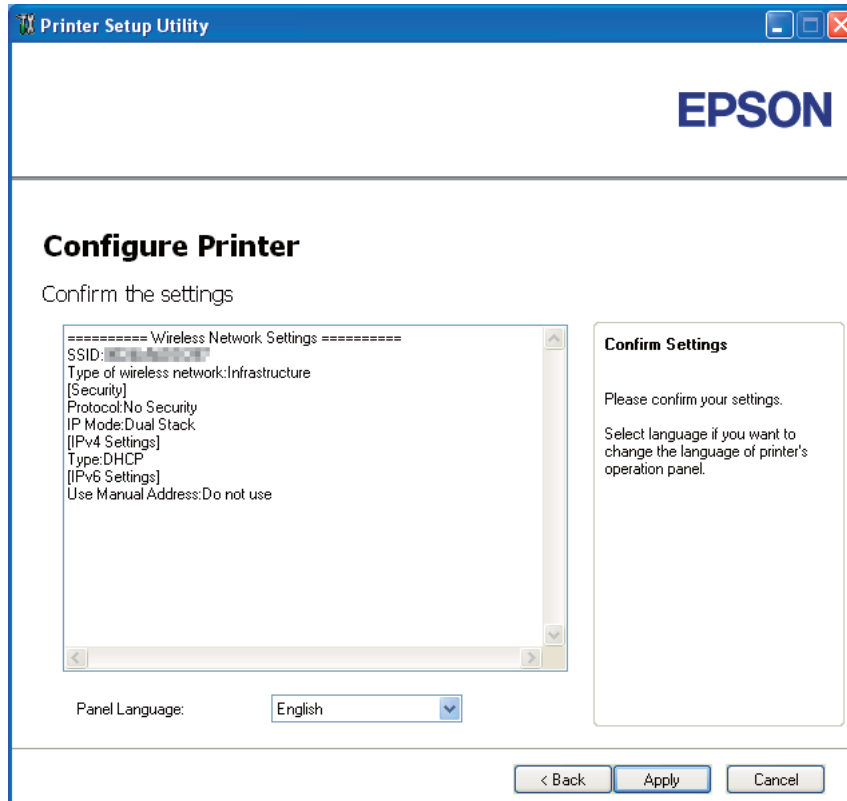 Printer Setup Utility
EPSON
Configure Printer
Confirm the settings
========== Wireless Network Settings ==========
SSID:
Type of wireless network:Infrastructure
[Security]
Protocol:No Security
IP Mode:Dual Stack
[IPv4 Settings]
Type:DHCP
[IPv6 Settings]
Use Manual Address:Do not use
Confirm Settings
Please confirm your settings.
Select language if you want to
change the language of printer's
operation panel.
Panel Language:
English
< Back
Apply
Cancel